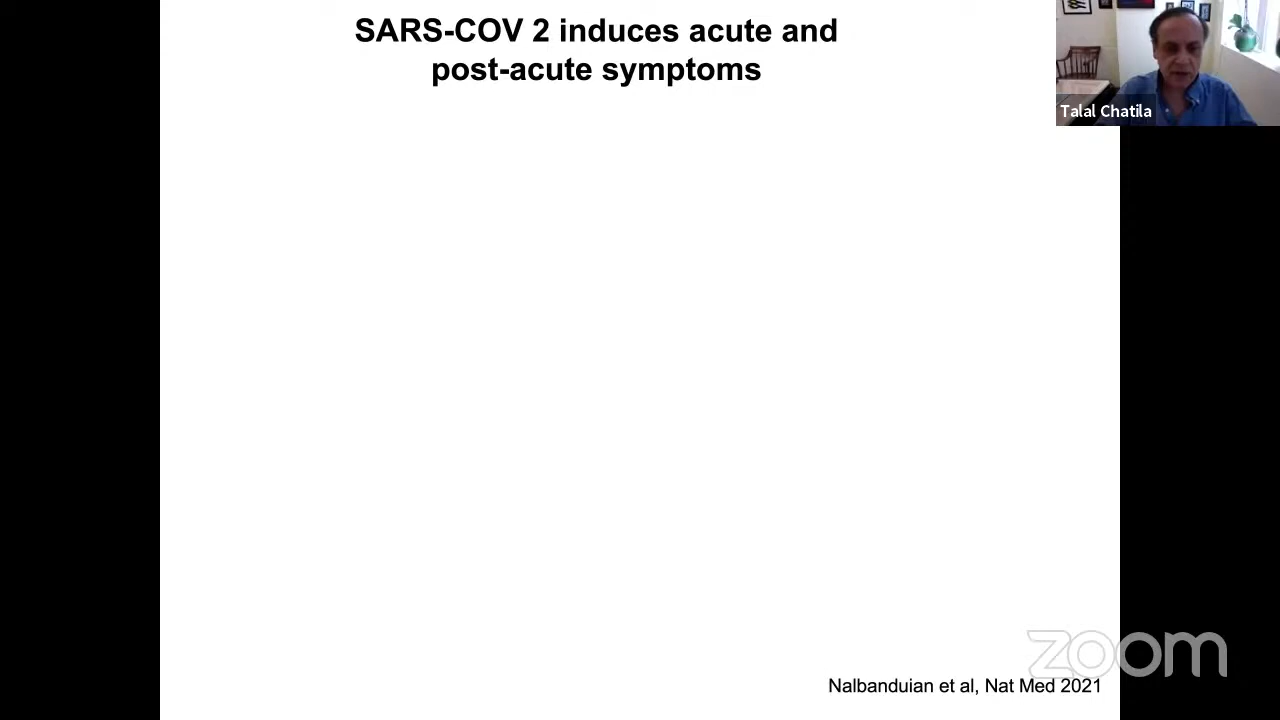 SARS-COV 2 induces acute and
post-acute symptoms
Talal Chatila
zoom
Nalbanduian et al, Nat Med 2021